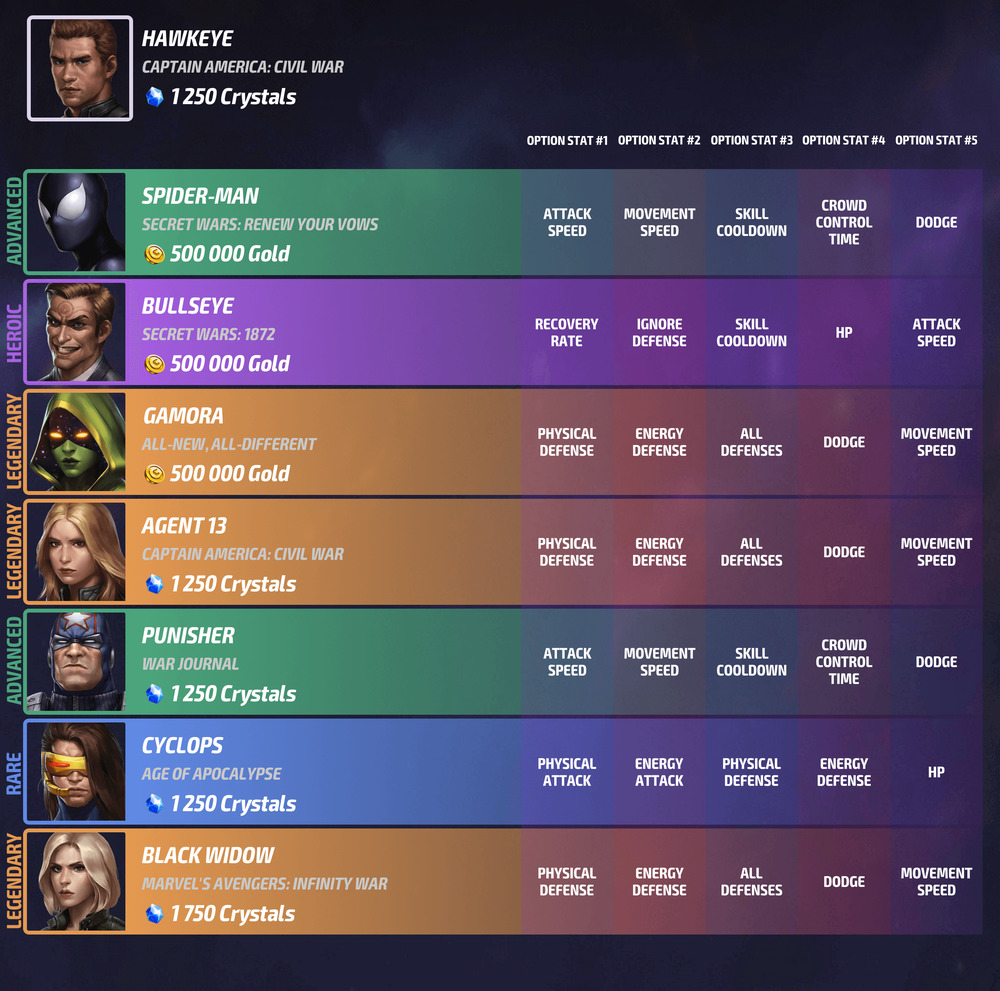 HAWKEYE
CAPTAIN AMERICA: CIVIL WAR
1 250 Crystals
OPTION STAT #1 OPTION STAT #2 OPTION STAT #3 OPTION STAT #4 OPTION STAT #5
ADVANCED
SPIDER-MAN
SECRET WARS: RENEW YOUR VOWS
500 000 Gold
ATTACK
SPEED
MOVEMENT
SPEED
SKILL
COOLDOWN
CROWD
CONTROL
TIME
DODGE
HEROIC
BULLSEYE
SECRET WARS: 1872
500 000 Gold
RECOVERY
RATE
IGNORE
DEFENSE
SKILL
COOLDOWN
HP
ATTACK
SPEED
LEGENDARY
GAMORA
ALL-NEW, ALL-DIFFERENT
500 000 Gold
PHYSICAL
DEFENSE
ENERGY
DEFENSE
ALL
DEFENSES
DODGE
MOVEMENT
SPEED
LEGENDARY
AGENT 13
CAPTAIN AMERICA: CIVIL WAR
1 250 Crystals
PHYSICAL
DEFENSE
ENERGY
DEFENSE
ALL
DEFENSES
DODGE
MOVEMENT
SPEED
ADVANCED
PUNISHER
WAR JOURNAL
1 250 Crystals
ATTACK
SPEED
MOVEMENT
SPEED
SKILL
COOLDOWN
CROWD
CONTROL
TIME
DODGE
RARE
CYCLOPS
AGE OF APOCALYPSE
1 250 Crystals
PHYSICAL
ATTACK
ENERGY
ATTACK
PHYSICAL
DEFENSE
ENERGY
DEFENSE
HP
LEGENDARY
BLACK WIDOW
MARVEL'S AVENGERS: INFINITY WAR
1 750 Crystals
PHYSICAL
DEFENSE
ENERGY
DEFENSE
ALL
DEFENSES
DODGE
MOVEMENT
SPEED